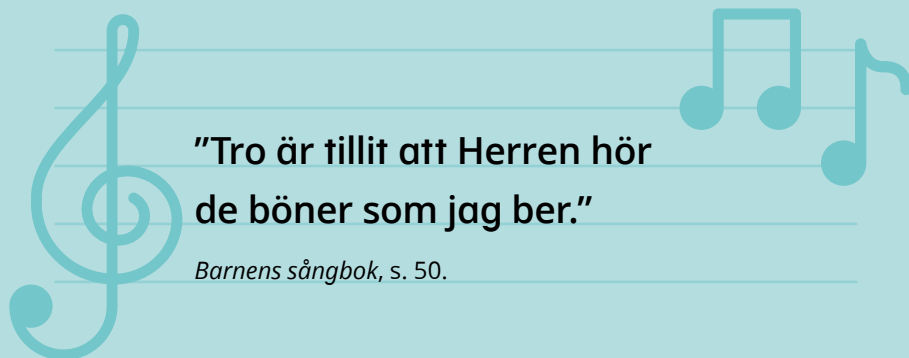 ”Tro är tillit att Herren hör
de böner som jag ber.”
Barnens sångbok, s. 50.